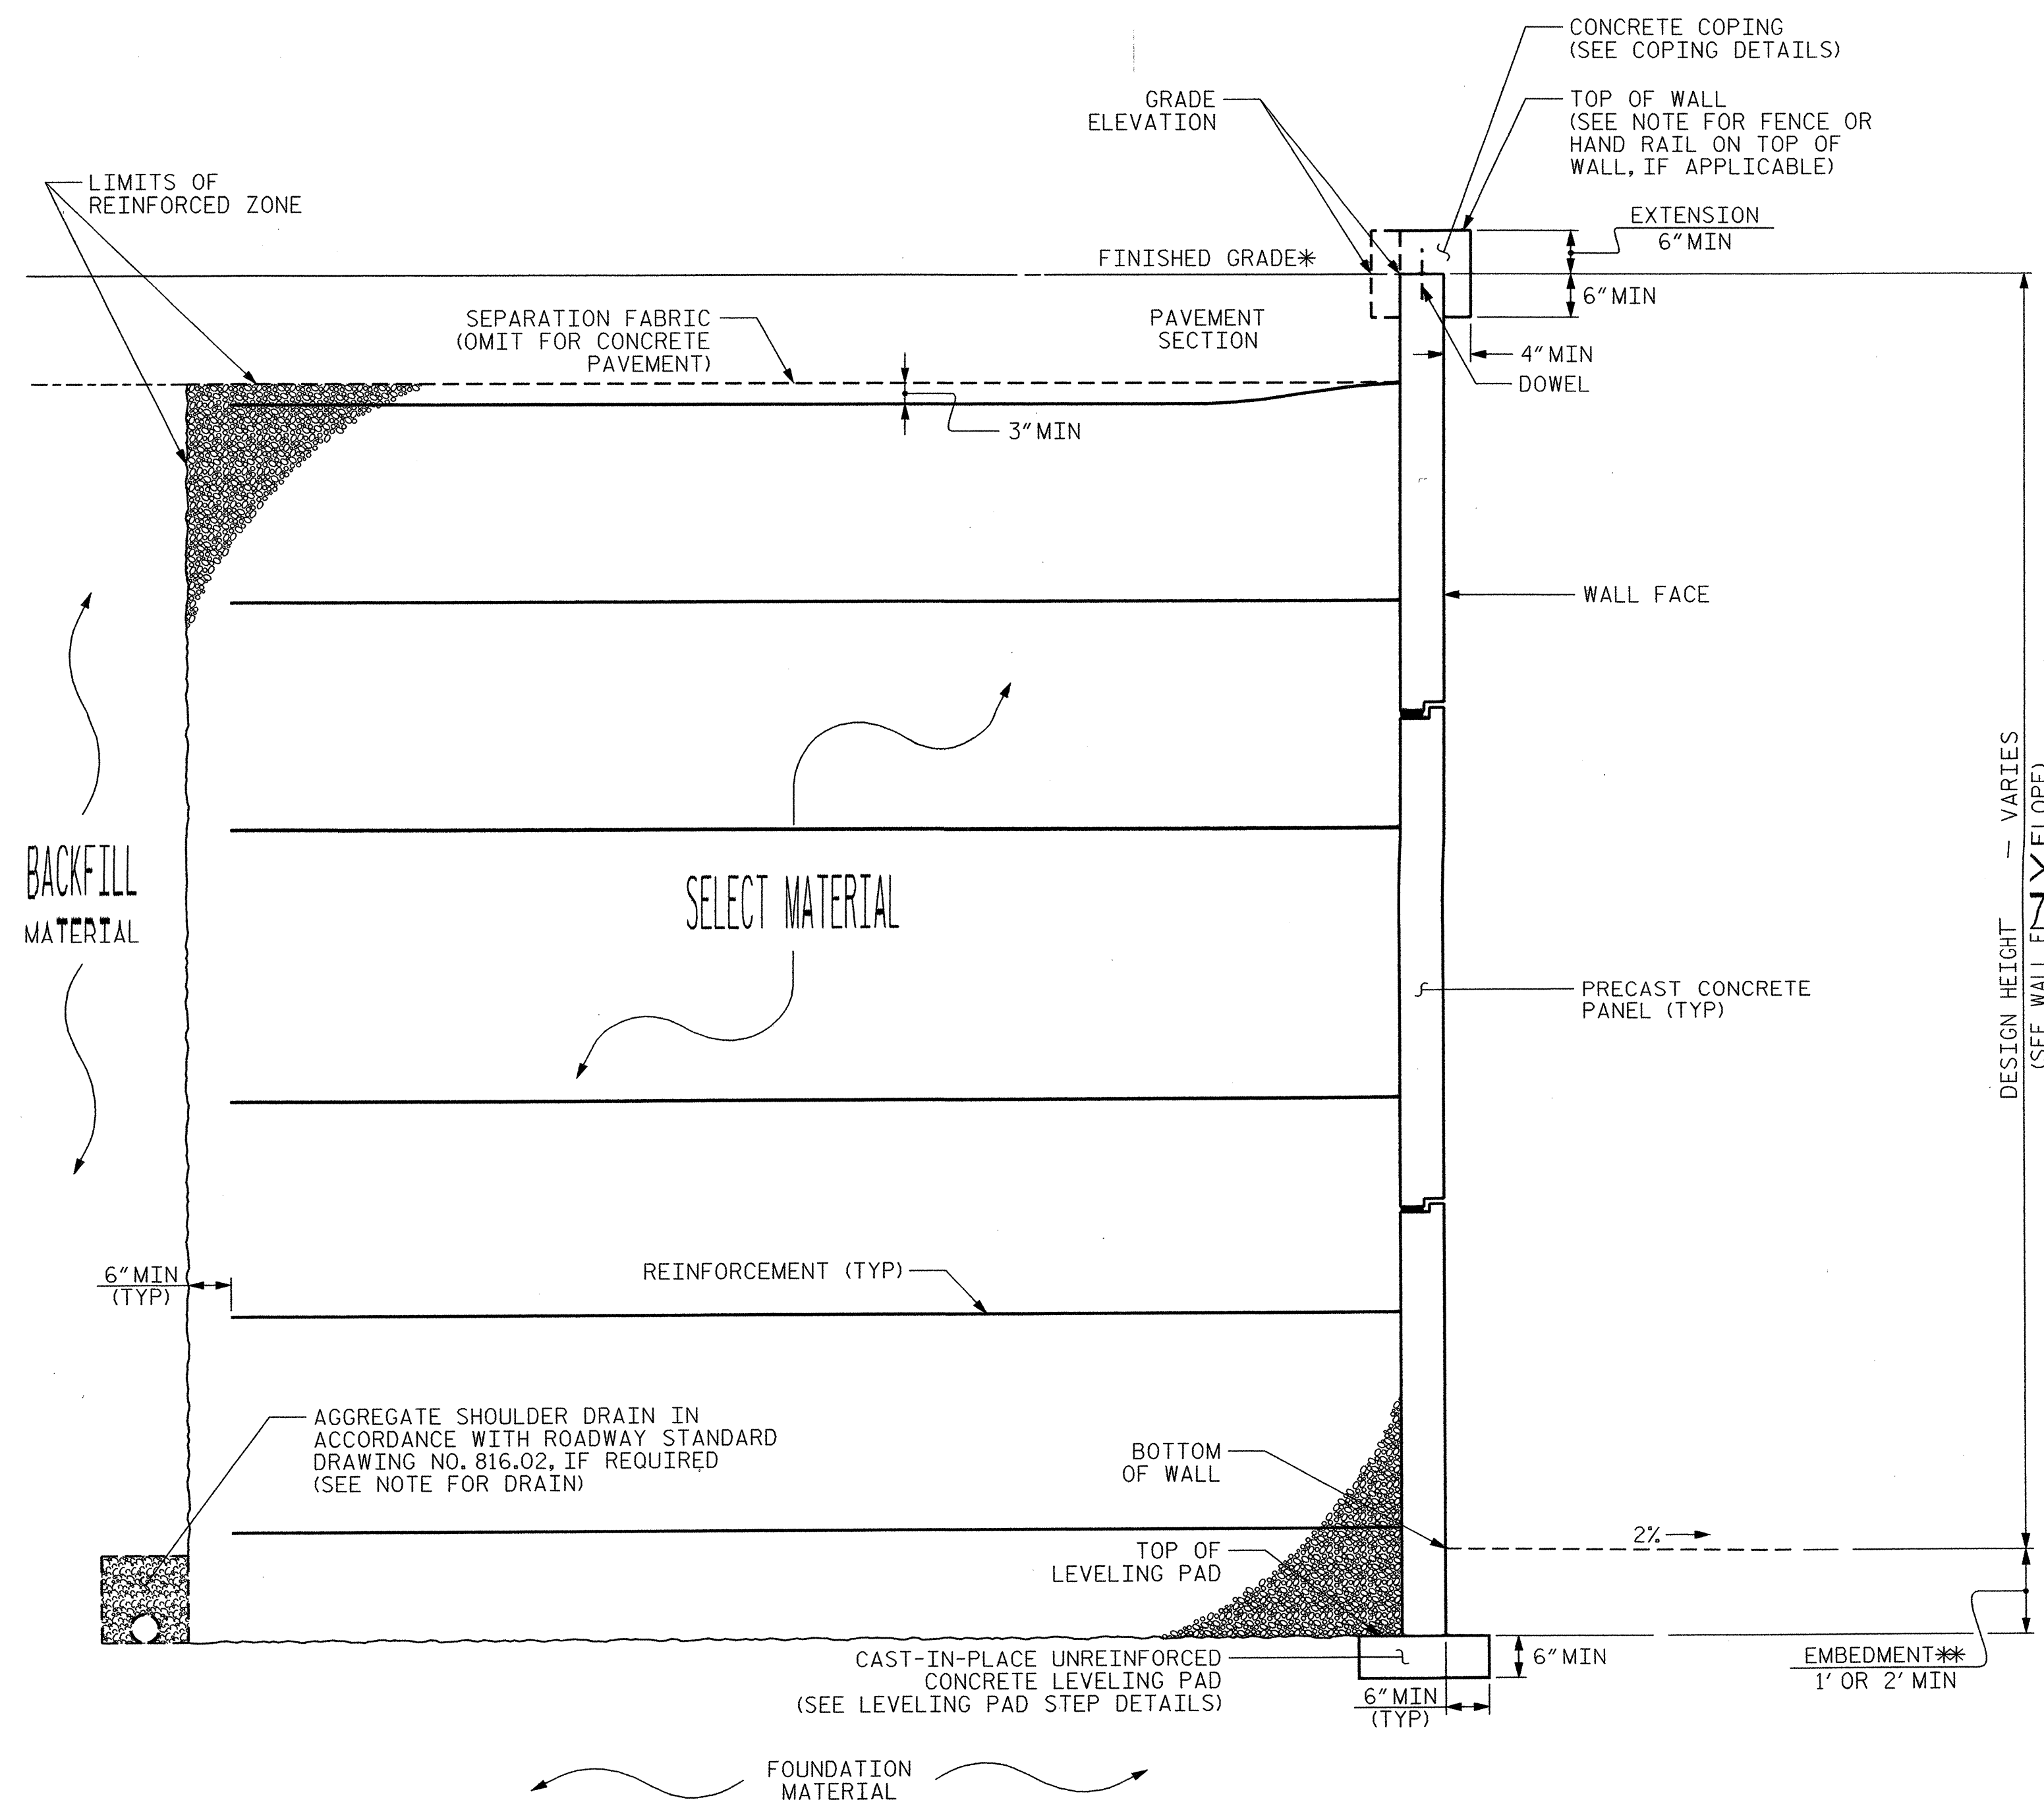 CONCRETE COPING
(SEE COPING DETAILS)
GRADE
ELEVATION
TOP OF WALL
(SEE NOTE FOR FENCE OR
HAND RAIL ON TOP OF
WALL, IF APPLICABLE)
LIMITS OF
REINFORCED ZONE
EXTENSION
6" MIN
FINISHED GRADE*
6" MIN
SEPARATION FABRIC
(OMIT FOR CONCRETE
PAVEMENT)
PAVEMENT
SECTION
4" MIN
DOWEL
3" MIN
WALL FACE
BACKFILL
MATERIAL
SELECT MATERIAL
PRECAST CONCRETE
PANEL (TYP)
DESIGN HEIGHT - VARIES
(SEE WALL
6" MIN
(TYP)
REINFORCEMENT (TYP)
AGGREGATE SHOULDER DRAIN IN
ACCORDANCE WITH ROADWAY STANDARD
DRAWING NO. 816.02, IF REQUIRED
(SEE NOTE FOR DRAIN)
BOTTOM
OF WALL
2%
TOP OF
LEVELING PAD
CAST-IN-PLACE UNREINFORCED
CONCRETE LEVELING PAD
(SEE LEVELING PAD STEP DETAILS)
6" MIN
6" MIN
(TYP)
EMBEDMENT**
1' OR 2' MIN
FOUNDATION
MATERIAL